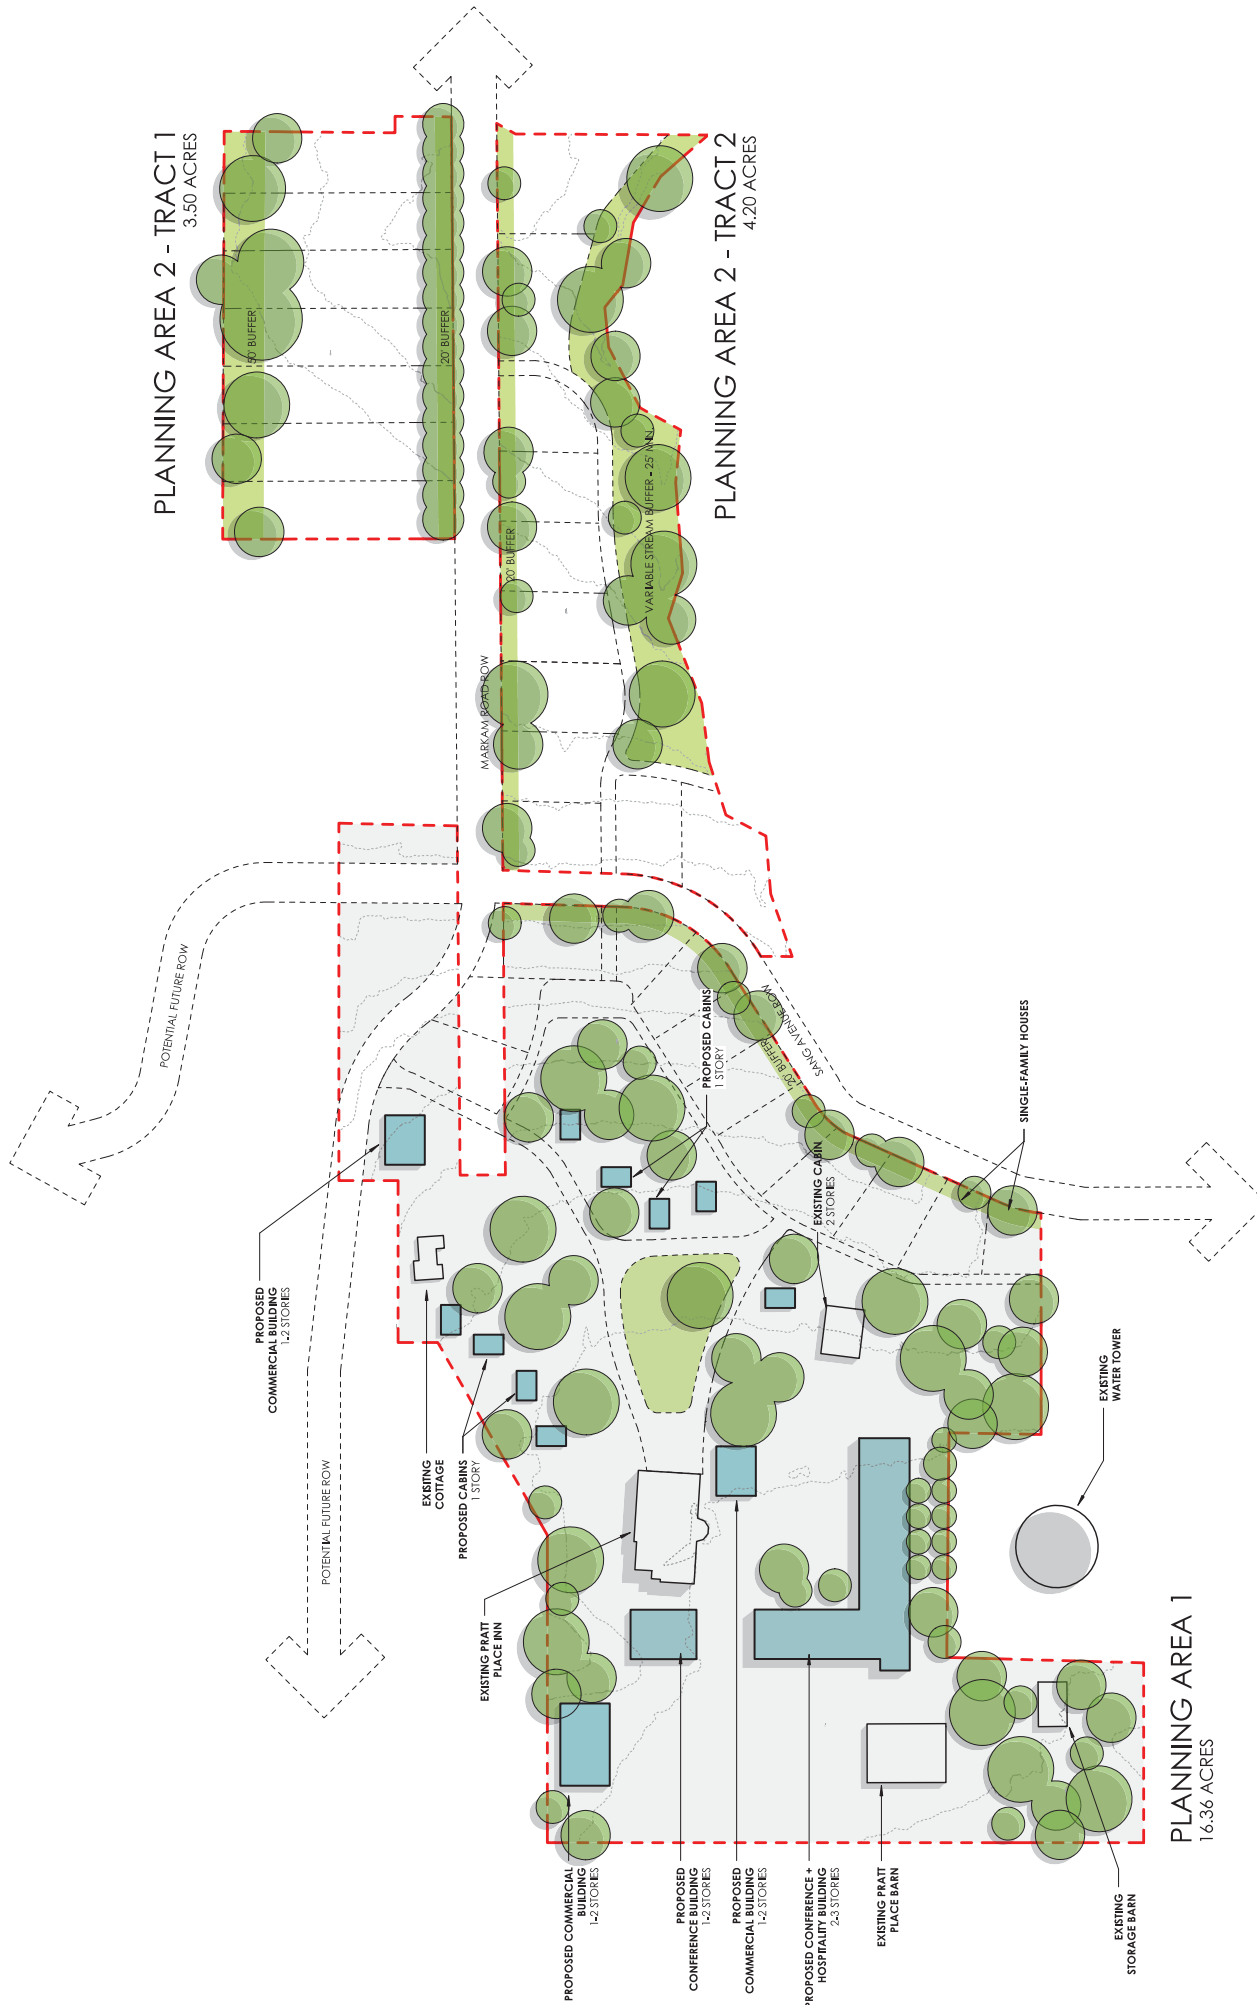 PLANNING AREA 2 - TRACT 1
3.50 ACRES
50' BUFFER
20' BUFFER
PLANNING AREA 2 - TRACT 2
4.20 ACRES
20' BUFFER
VARIABLE STREAM BUFFER - 25' MIN.
MARKAM ROAD ROW
POTENTIAL FUTURE ROW
POTENTIAL FUTURE ROW
SANG AVENUE ROW
20' BUFFER
PROPOSED CABINS
1 STORY
SINGLE-FAMILY HOUSES
EXISTING CABIN
2 STORIES
PROPOSED
COMMERCIAL BUILDING
1-2 STORIES
EXISTING
COTTAGE
PROPOSED CABINS
1 STORY
EXISTING PRATT
PLACE INN
EXISTING
WATER TOWER
PLANNING AREA 1
16.36 ACRES
PROPOSED COMMERCIAL
BUILDING
1-2 STORIES
PROPOSED
CONFERENCE BUILDING
1-2 STORIES
PROPOSED
COMMERCIAL BUILDING
1-2 STORIES
PROPOSED CONFERENCE +
HOSPITALITY BUILDING
2-3 STORIES
EXISTING PRATT
PLACE BARN
EXISTING
STORAGE BARN